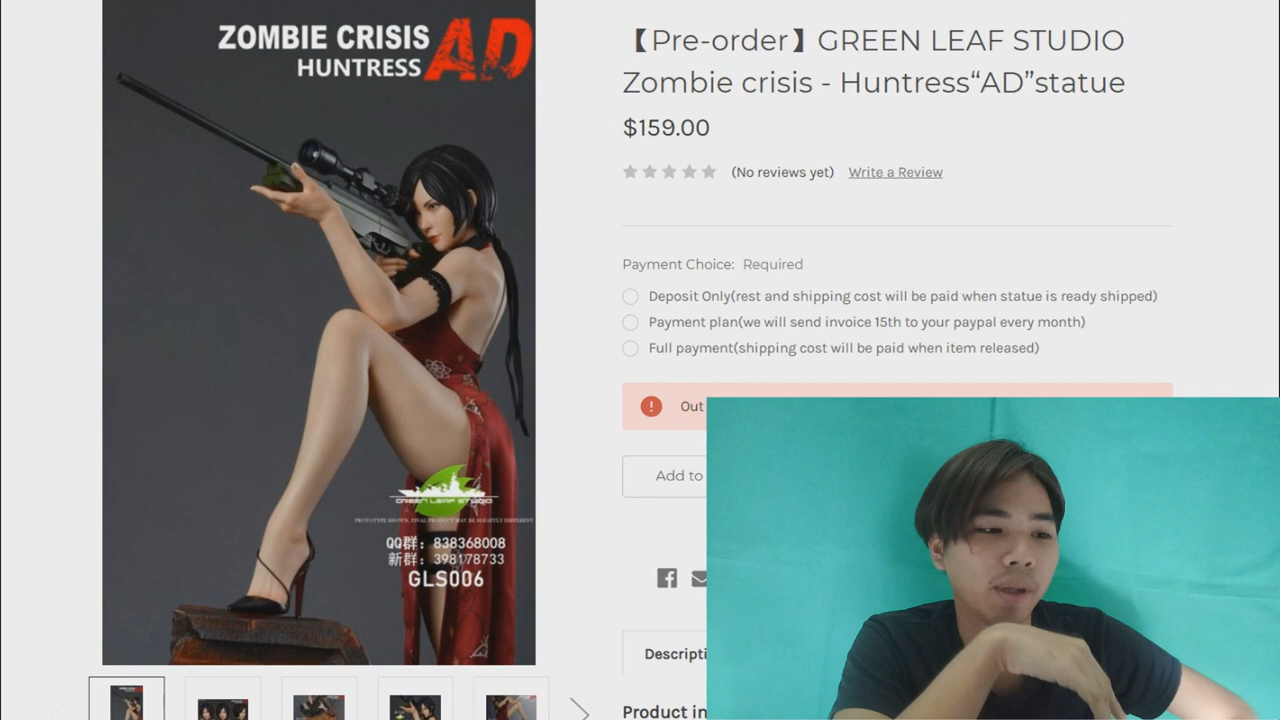 ZOMBIE CRISIS
HUNTRESS AD
GREEN LEAF STUDIO
PROTOTYPE SHOWN, FINAL PRODUCT MAY BE SLIGHTLY DIFFERENT
QQ群：838368008
新群：398178733
GLS006
【Pre-order】GREEN LEAF STUDIO
Zombie crisis - Huntress“AD”statue
$159.00
(No reviews yet) Write a Review
Payment Choice: Required
Deposit Only(rest and shipping cost will be paid when statue is ready shipped)
Payment plan(we will send invoice 15th to your paypal every month)
Full payment(shipping cost will be paid when item released)
Out
Add to
Descripti
Product in